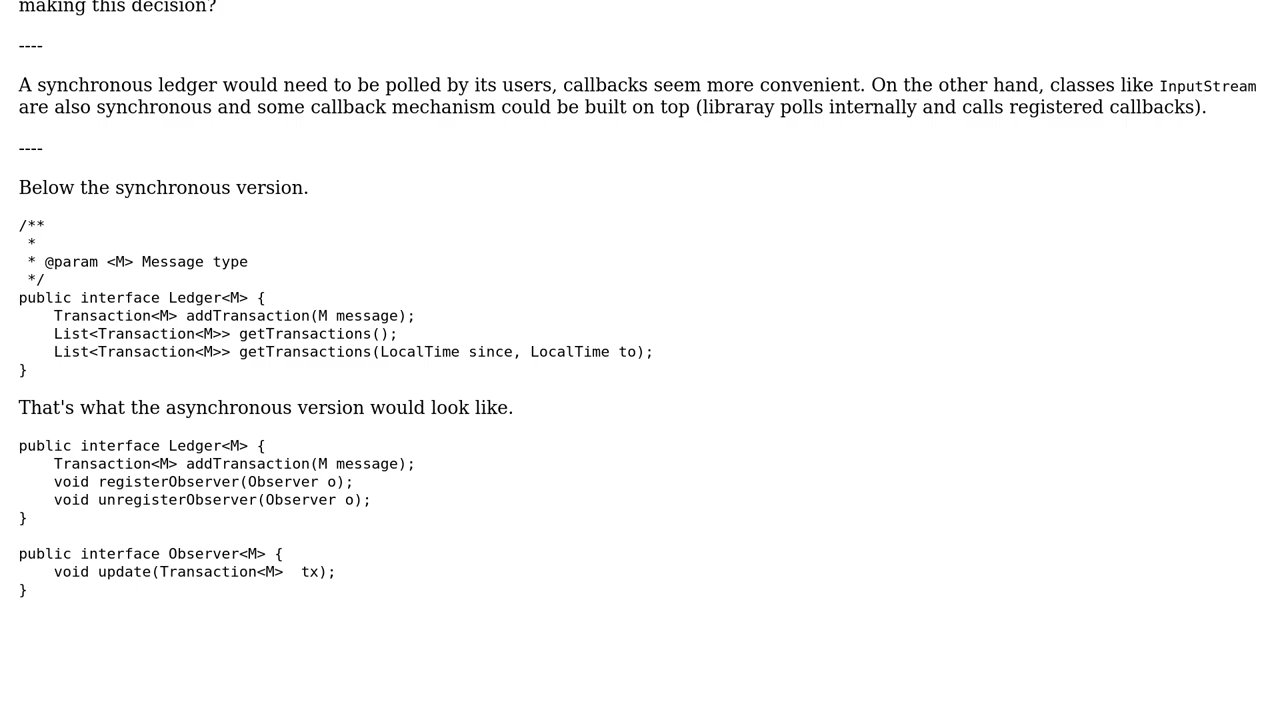 making this decision?
----
A synchronous ledger would need to be polled by its users, callbacks seem more convenient. On the other hand, classes like InputStream
are also synchronous and some callback mechanism could be built on top (libraray polls internally and calls registered callbacks).
----
Below the synchronous version.
/**
 *
 * @param <M> Message type
 */
public interface Ledger<M> {
    Transaction<M> addTransaction(M message);
    List<Transaction<M>> getTransactions();
    List<Transaction<M>> getTransactions(LocalTime since, LocalTime to);
}
That's what the asynchronous version would look like.
public interface Ledger<M> {
    Transaction<M> addTransaction(M message);
    void registerObserver(Observer o);
    void unregisterObserver(Observer o);
}
public interface Observer<M> {
    void update(Transaction<M>  tx);
}